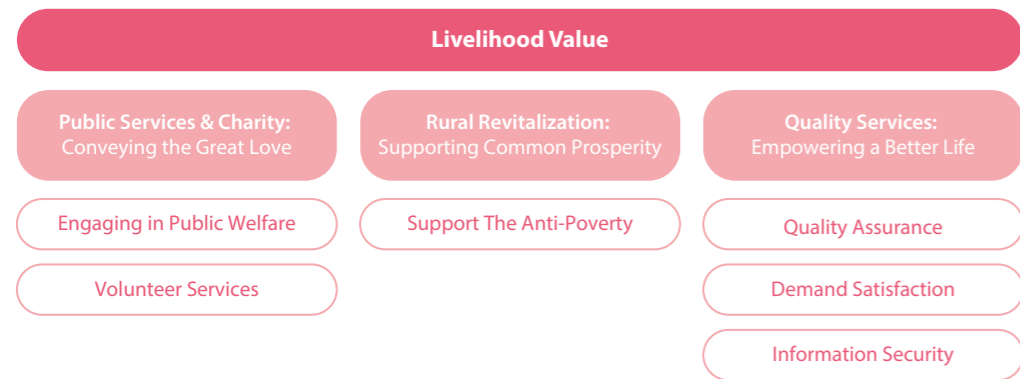 Livelihood Value
Public Services & Charity:
Conveying the Great Love
Engaging in Public Welfare
Volunteer Services
Rural Revitalization:
Supporting Common Prosperity
Support The Anti-Poverty
Quality Services:
Empowering a Better Life
Quality Assurance
Demand Satisfaction
Information Security